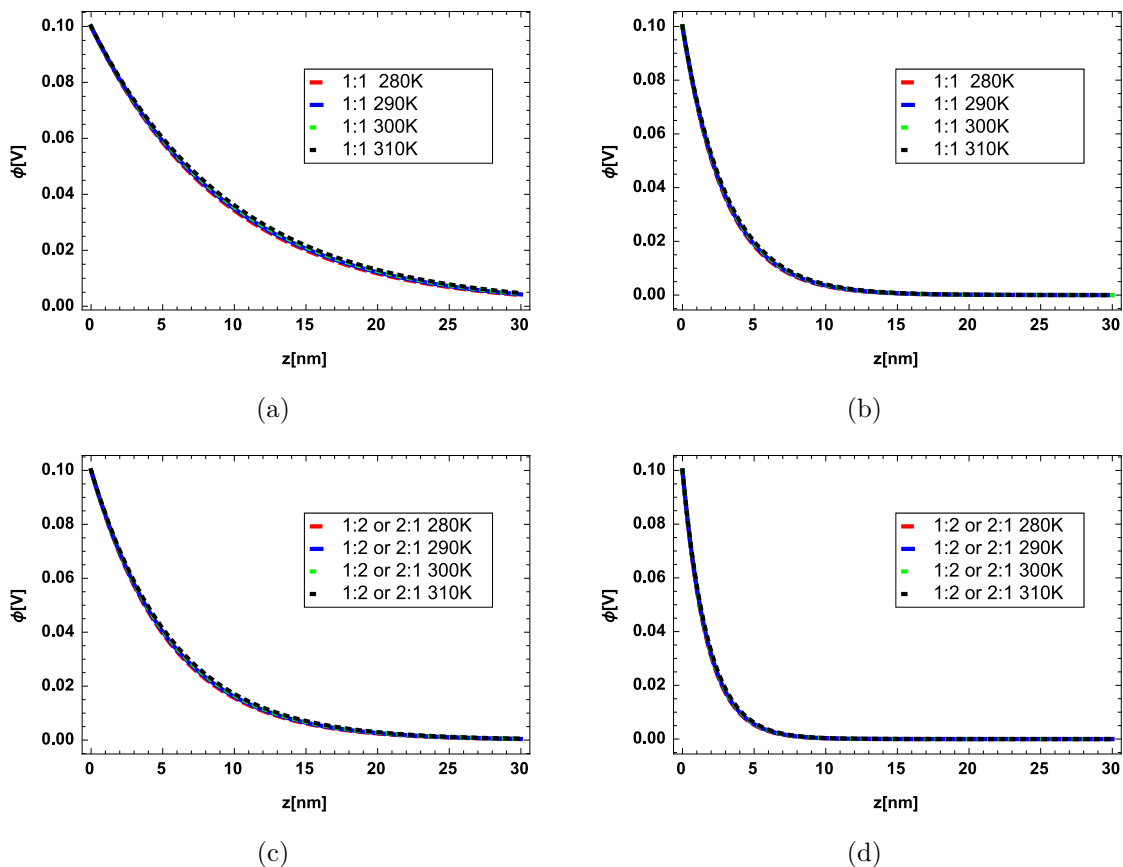 0.10
0.08
0.06
0.04
0.02
0.00
ϕ[V]
1:1 280K
1:1 290K
1:1 300K
1:1 310K
0 5 10 15 20 25 30
z[nm]
(a)
0.10
0.08
0.06
0.04
0.02
0.00
ϕ[V]
1:1 280K
1:1 290K
1:1 300K
1:1 310K
0 5 10 15 20 25 30
z[nm]
(b)
0.10
0.08
0.06
0.04
0.02
0.00
ϕ[V]
1:2 or 2:1 280K
1:2 or 2:1 290K
1:2 or 2:1 300K
1:2 or 2:1 310K
0 5 10 15 20 25 30
z[nm]
(c)
0.10
0.08
0.06
0.04
0.02
0.00
ϕ[V]
1:2 or 2:1 280K
1:2 or 2:1 290K
1:2 or 2:1 300K
1:2 or 2:1 310K
0 5 10 15 20 25 30
z[nm]
(d)